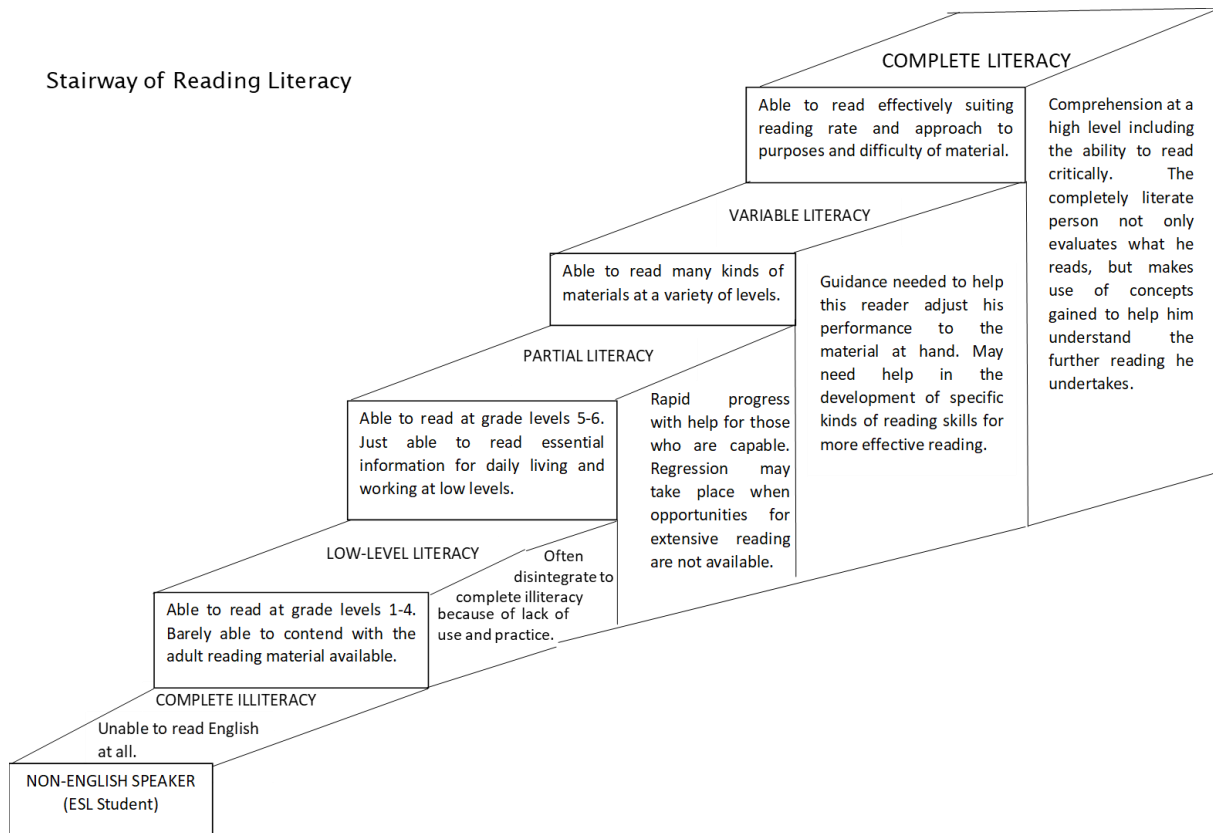 Stairway of Reading Literacy
COMPLETE LITERACY
Able to read effectively suiting
reading rate and approach to
purposes and difficulty of material.
Comprehension at a
high level including
the ability to read
critically. The
completely literate
person not only
evaluates what he
reads, but makes
use of concepts
gained to help him
understand the
further reading he
undertakes.
VARIABLE LITERACY
Able to read many kinds of
materials at a variety of levels.
Guidance needed to help
this reader adjust his
performance to the
material at hand. May
need help in the
development of specific
kinds of reading skills for
more effective reading.
PARTIAL LITERACY
Able to read at grade levels 5-6.
Just able to read essential
information for daily living and
working at low levels.
Rapid progress
with help for those
who are capable.
Regression may
take place when
opportunities for
extensive reading
are not available.
LOW-LEVEL LITERACY
Able to read at grade levels 1-4.
Barely able to contend with the
adult reading material available.
Often
disintegrate to
complete illiteracy
because of lack of
use and practice.
COMPLETE ILLITERACY
Unable to read English
at all.
NON-ENGLISH SPEAKER
(ESL Student)